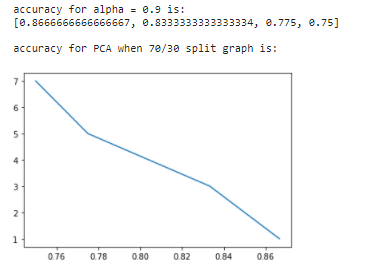 accuracy for alpha = 0.9 is:
[0.8666666666666667, 0.8333333333333334, 0.775, 0.75]
accuracy for PCA when 70/30 split graph is:
7
6
5
4
3
2
1
0.76 0.78 0.80 0.82 0.84 0.86